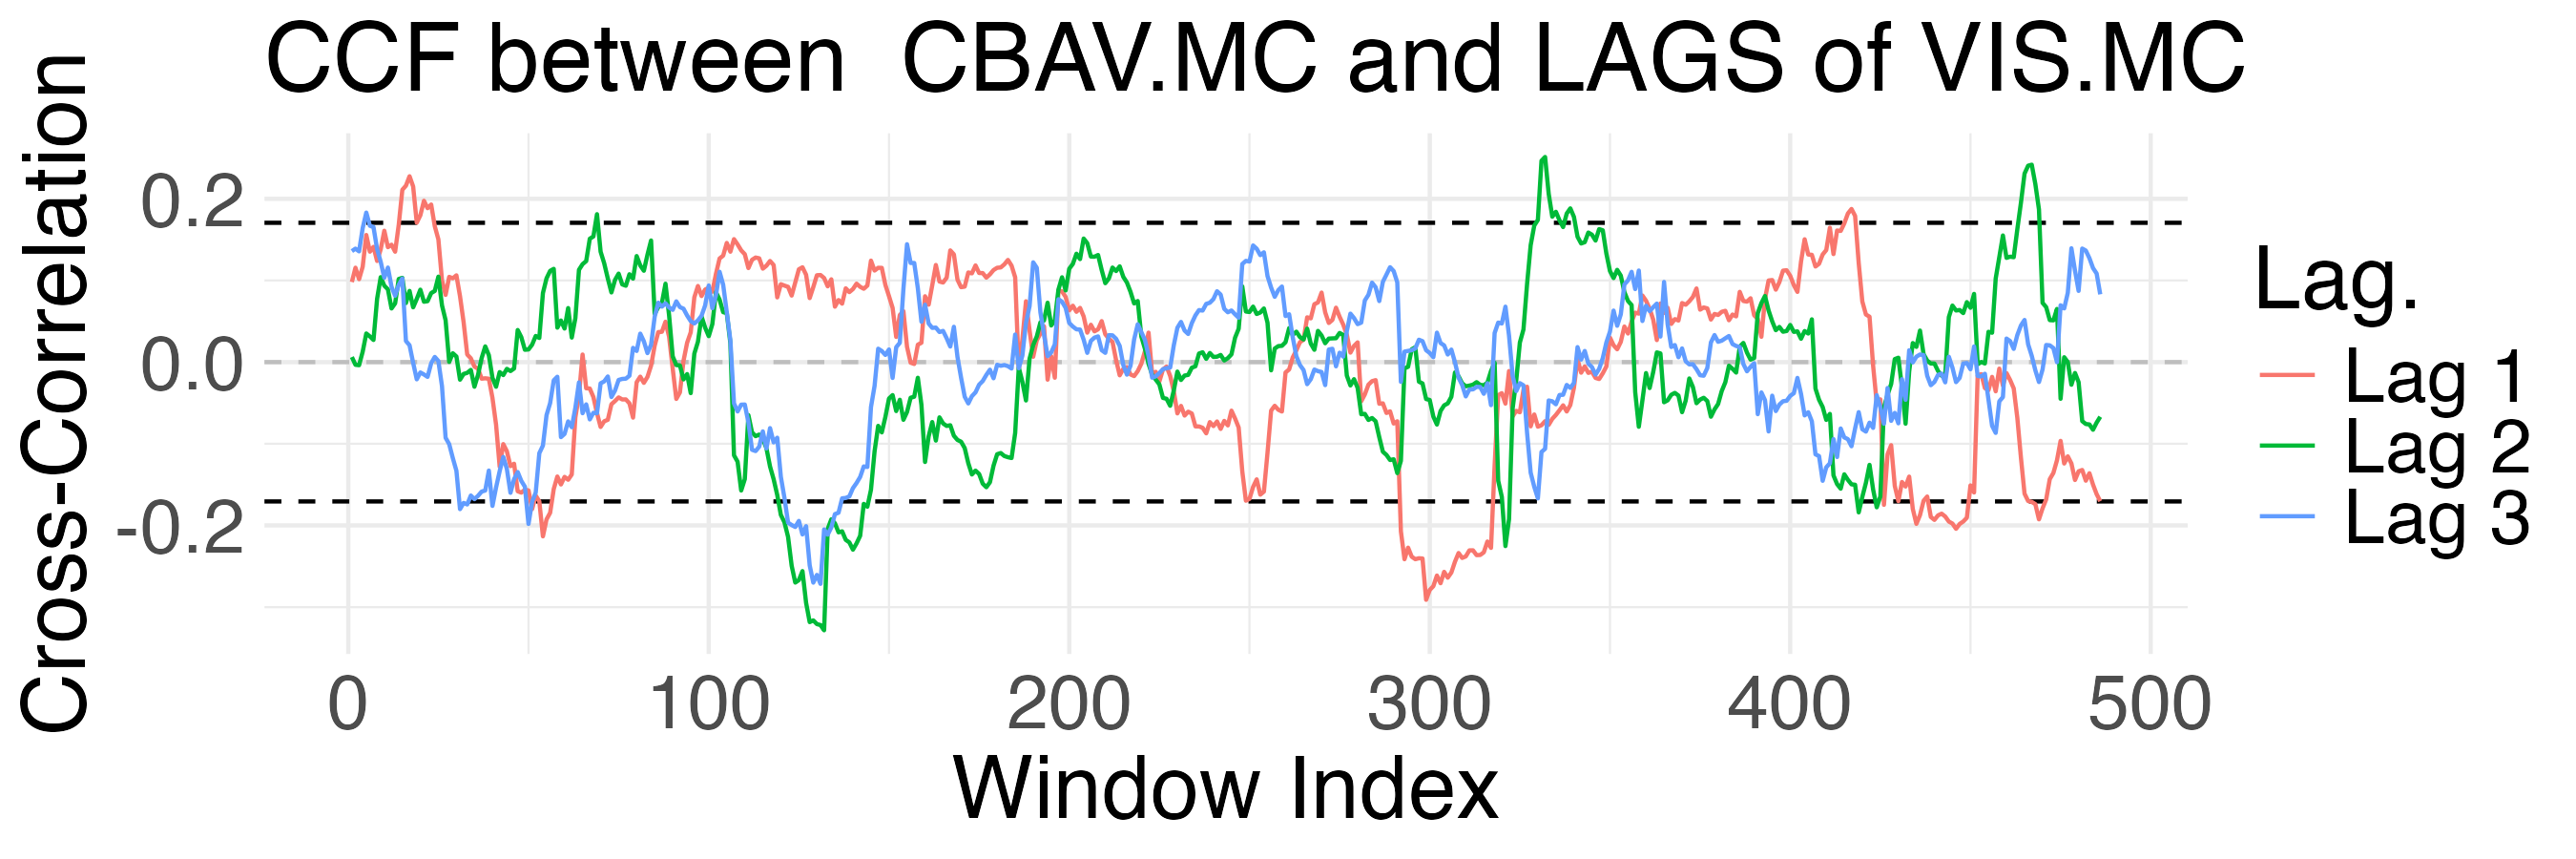 CCF between  CBAV.MC and LAGS of VIS.MC
Cross-Correlation
0.2
0.0
-0.2
0
100
200
300
400
500
Window Index
Lag.
Lag 1
Lag 2
Lag 3